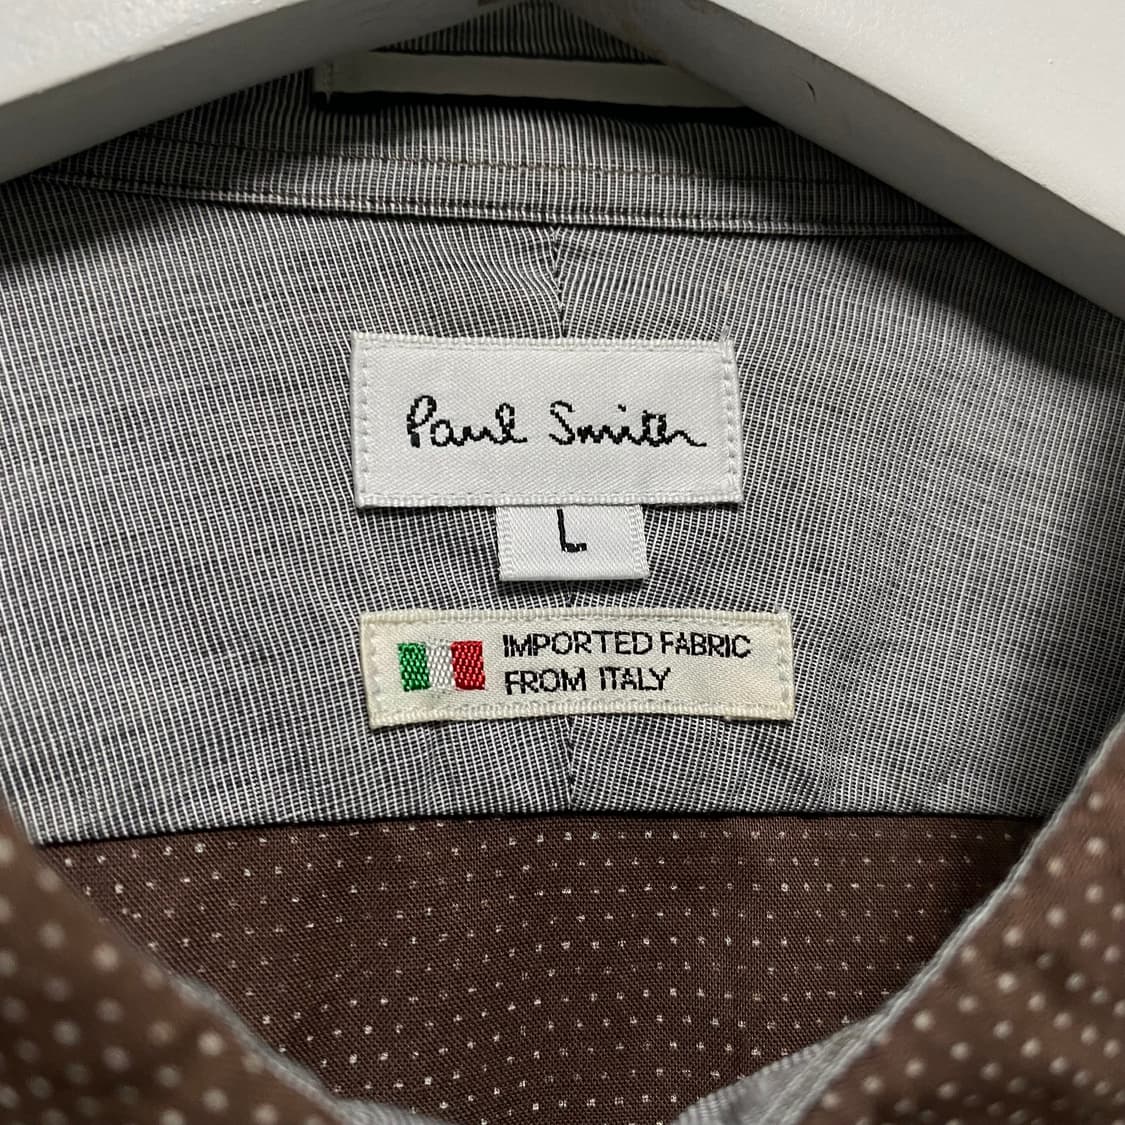 Paul Smith
L
IMPORTED FABRIC
FROM ITALY